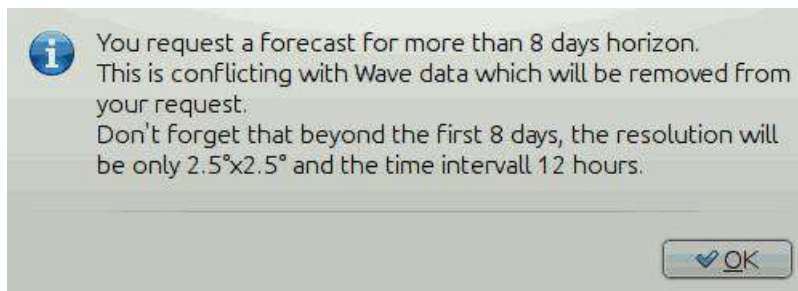 You request a forecast for more than 8 days horizon.
This is conflicting with Wave data which will be removed from
your request.
Don't forget that beyond the first 8 days, the resolution will
be only 2.5°x2.5° and the time intervall 12 hours.
OK